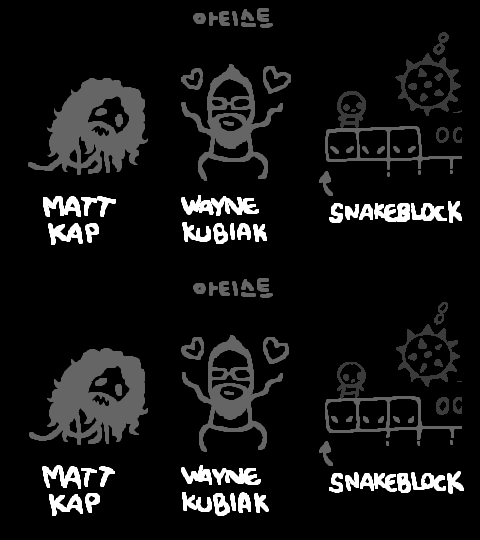 아티스트
MATT KAP
WAYNE KUBIAK
SNAKEBLOCK
아티스트
MATT KAP
WAYNE KUBIAK
SNAKEBLOCK